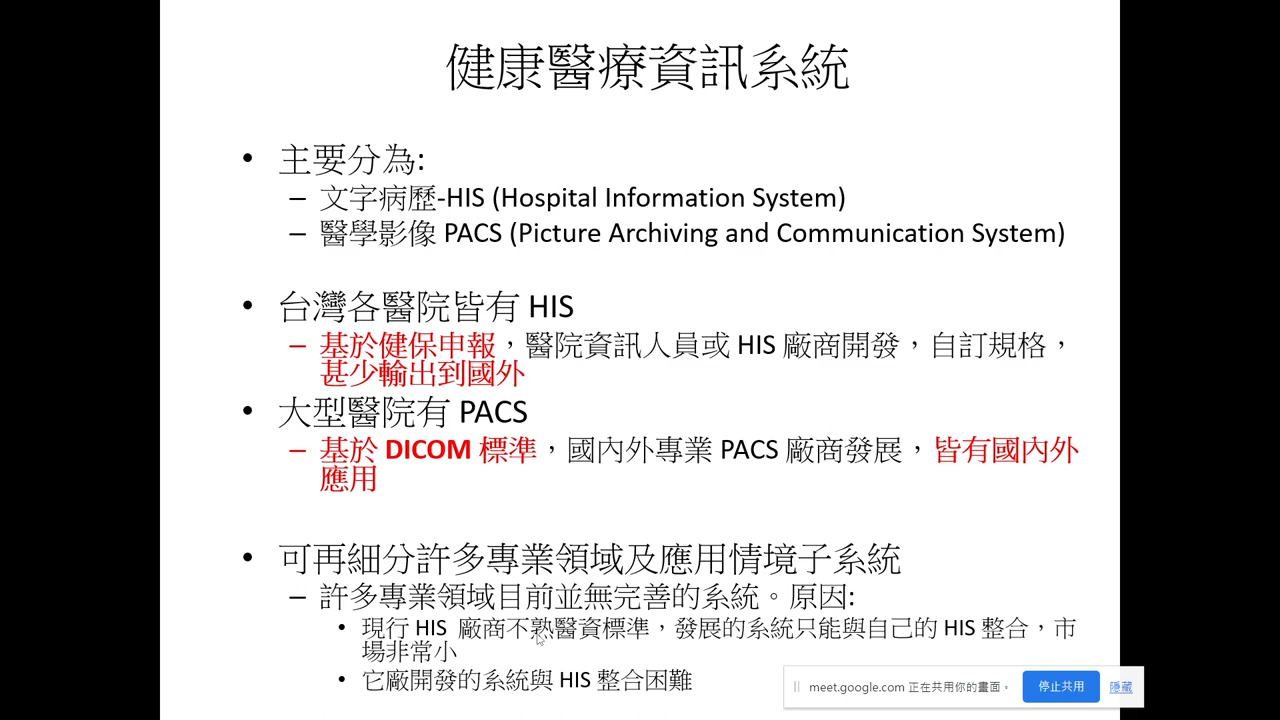 健康醫療資訊系統
• 主要分為:
– 文字病歷-HIS (Hospital Information System)
– 醫學影像 PACS (Picture Archiving and Communication System)
• 台灣各醫院皆有 HIS
– 基於健保申報，醫院資訊人員或 HIS 廠商開發，自訂規格，
甚少輸出到國外
• 大型醫院有 PACS
– 基於 DICOM 標準，國內外專業 PACS 廠商發展，皆有國內外
應用
• 可再細分許多專業領域及應用情境子系統
– 許多專業領域目前並無完善的系統。原因:
• 現行 HIS 廠商不熟醫資標準，發展的系統只能與自己的 HIS 整合，市
場非常小
• 它廠開發的系統與 HIS 整合困難
meet.google.com 正在共用你的畫面。 停止共用 隱藏